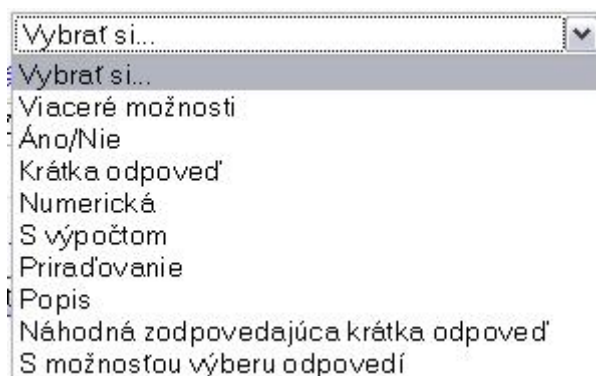 Vybrať si...
Vybrať si...
Viaceré možnosti
Áno/Nie
Krátka odpoveď
Numerická
S výpočtom
Priraďovanie
Popis
Náhodná zodpovedajúca krátka odpoveď
S možnosťou výberu odpovedí